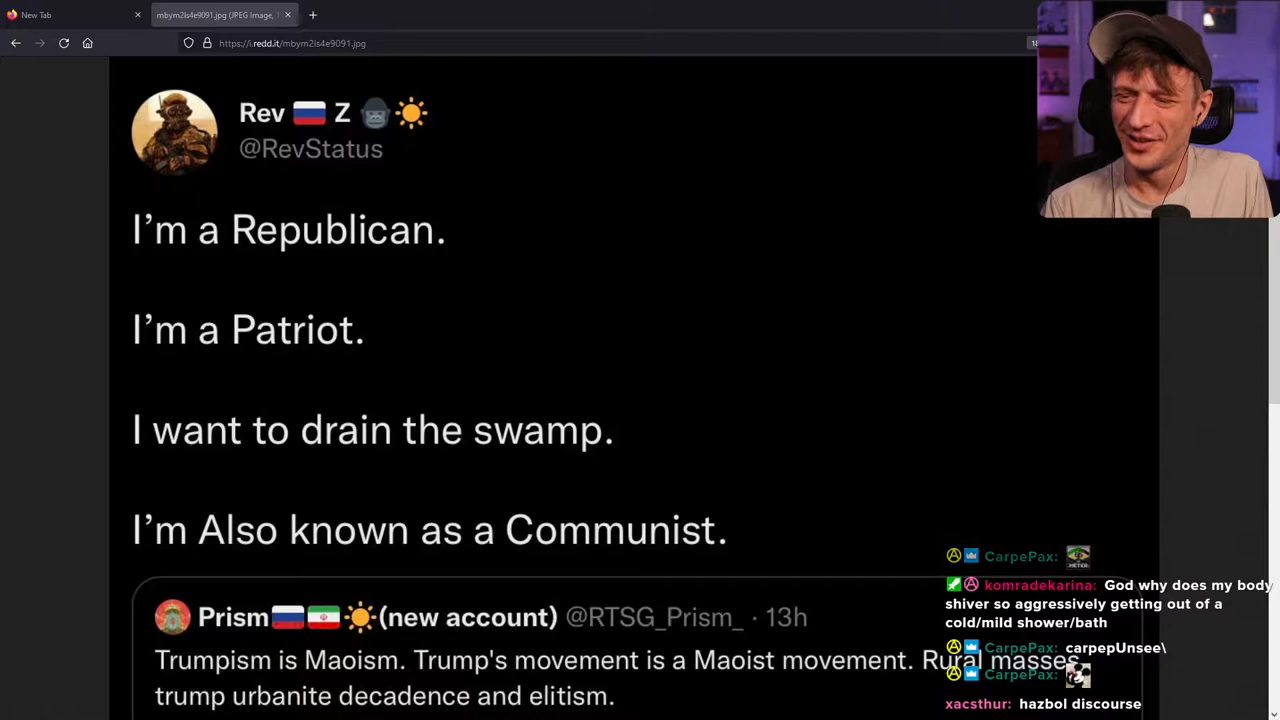 New Tab
mbym2ls4e9091.jpg (JPEG Image,
https://i.redd.it/mbym2ls4e9091.jpg
Rev 🇷🇺 Z 🦍☀️
@RevStatus
I’m a Republican.
I’m a Patriot.
I want to drain the swamp.
I’m Also known as a Communist.
Prism🇷🇺🇮🇷☀️(new account) @RTSG_Prism_ · 13h
Trumpism is Maoism. Trump's movement is a Maoist movement. Rural masses
trump urbanite decadence and elitism.
CarpePax:
komradekarina: God why does my body
shiver so aggressively getting out of a
cold/mild shower/bath
CarpePax: carpepUnsee\
CarpePax:
xacsthur: hazbol discourse